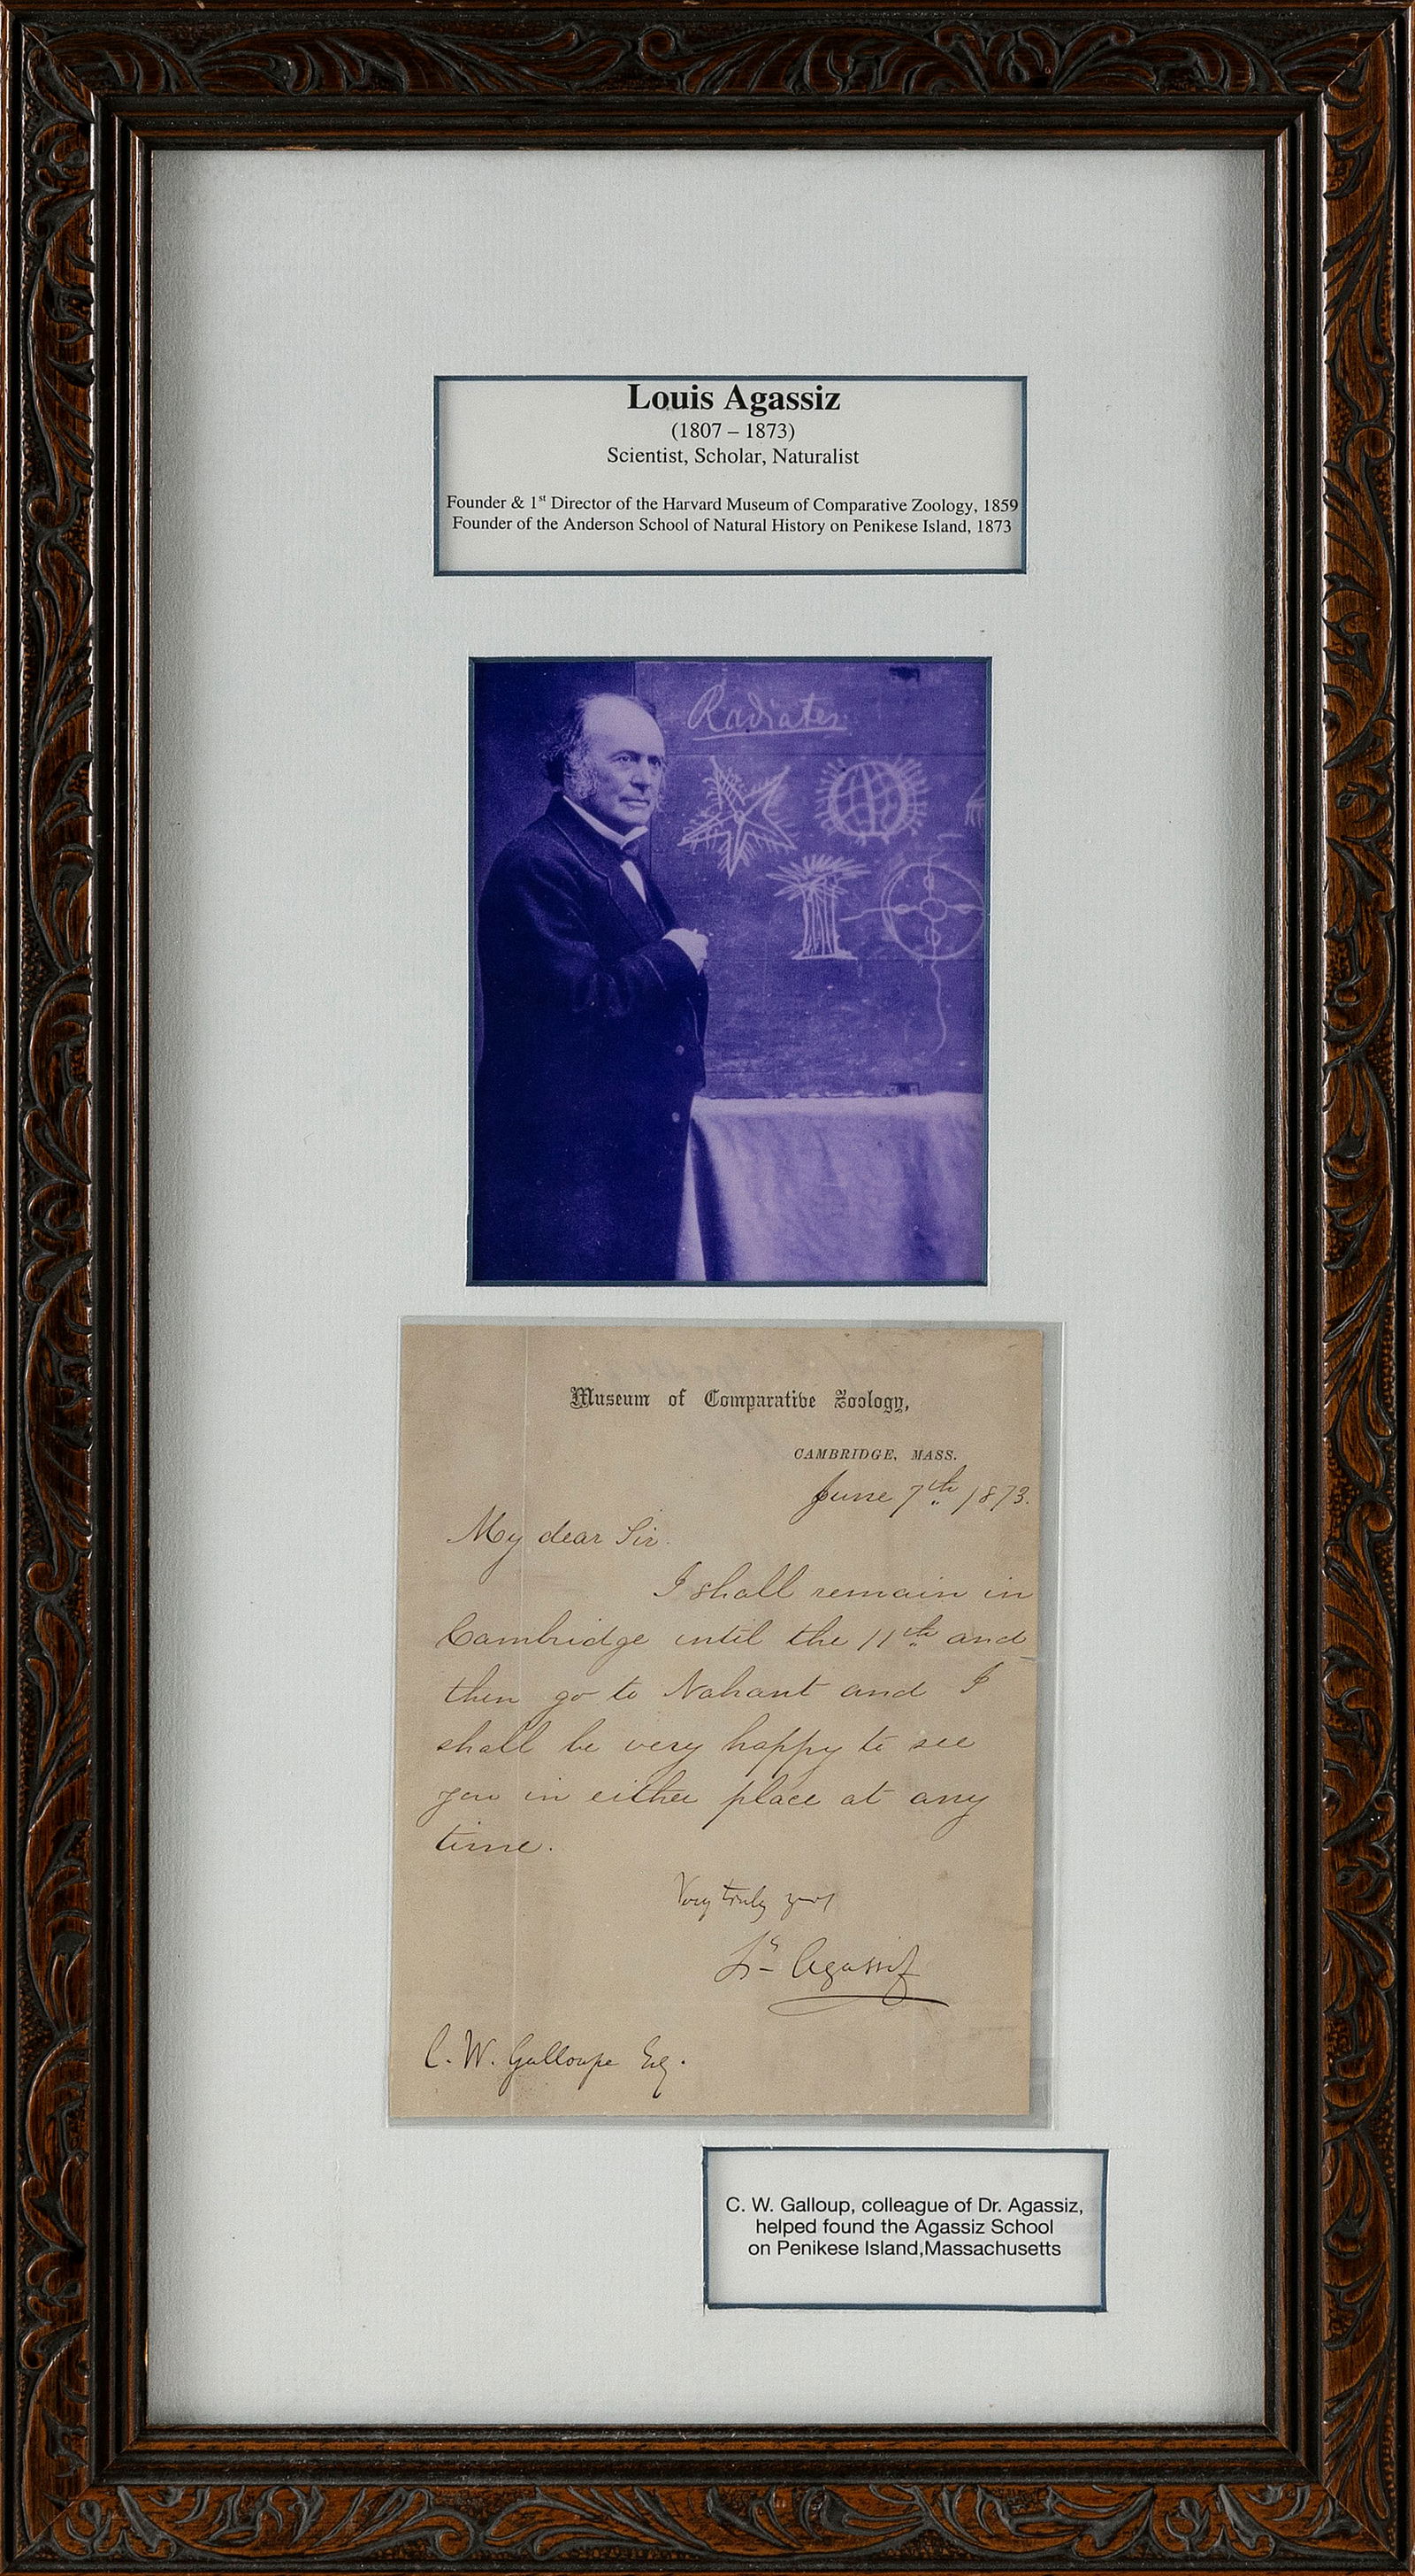 Louis Agassiz
(1807 – 1873)
Scientist, Scholar, Naturalist
Founder & 1st Director of the Harvard Museum of Comparative Zoology, 1859
Founder of the Anderson School of Natural History on Penikese Island, 1873
Radiates
Museum of Comparative Zoology,
CAMBRIDGE, MASS.
June 7th 1873.
My dear Sir.
I shall remain in
Cambridge until the 11th and
then go to Nahant and I
shall be very happy to see
you in either place at any
time.
Very truly yours
Ls Agassiz
C. W. Galloupe Esq.
C. W. Galloup, colleague of Dr. Agassiz,
helped found the Agassiz School
on Penikese Island,Massachusetts